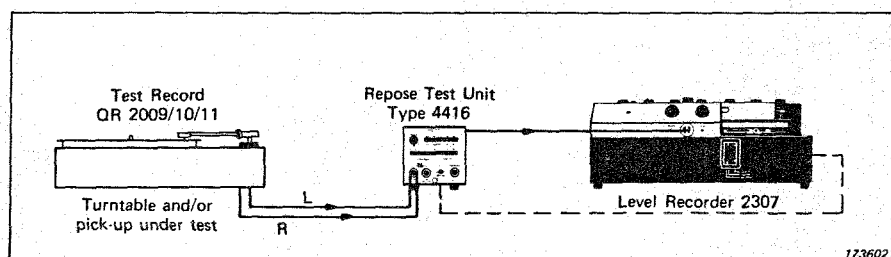 Test Record
QR 2009/10/11
Repose Test Unit
Type 4416
Turntable and/or
pick-up under test
L
R
Level Recorder 2307
173602